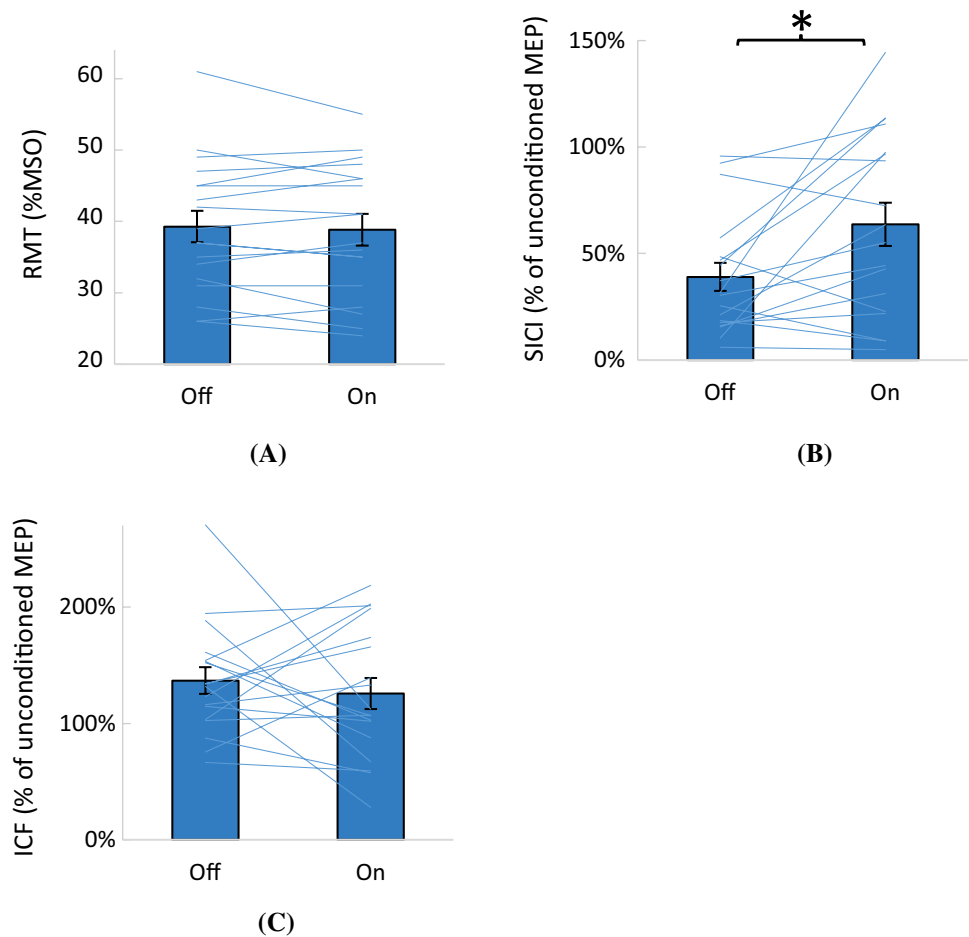 RMT (%MSO)
60
50
40
30
20
Off
On
(A)
*
SICI (% of unconditioned MEP)
150%
100%
50%
0%
Off
On
(B)
ICF (% of unconditioned MEP)
200%
100%
0%
Off
On
(C)